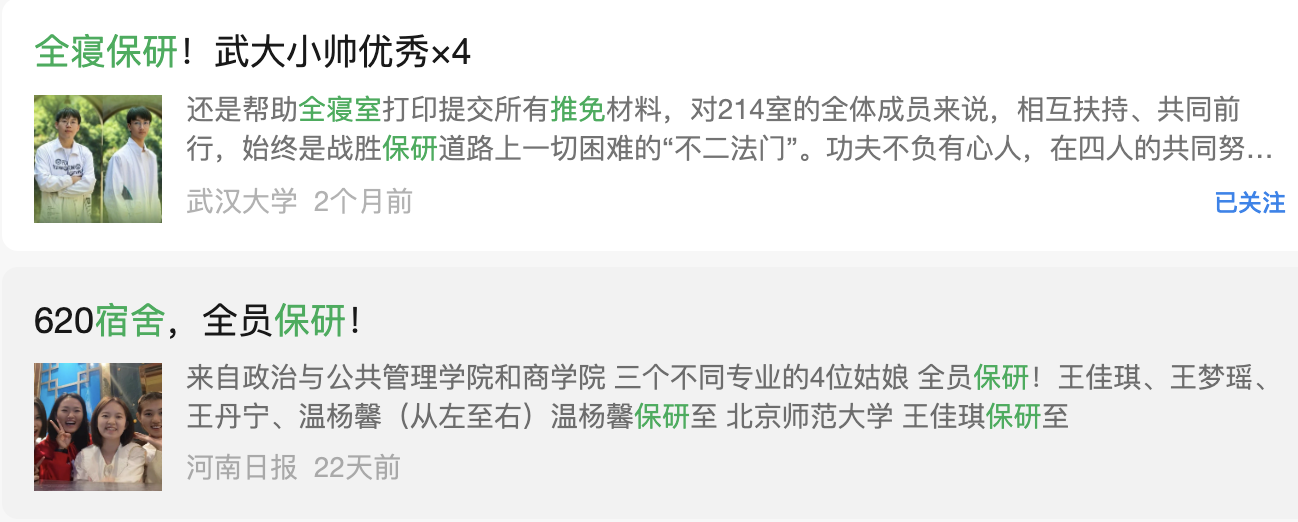 全寝保研！武大小帅优秀×4
还是帮助全寝室打印提交所有推免材料，对214室的全体成员来说，相互扶持、共同前
行，始终是战胜保研道路上一切困难的“不二法门”。功夫不负有心人，在四人的共同努…
武汉大学 2个月前
已关注
620宿舍，全员保研！
来自政治与公共管理学院和商学院 三个不同专业的4位姑娘 全员保研！王佳琪、王梦瑶、
王丹宁、温杨馨（从左至右）温杨馨保研至 北京师范大学 王佳琪保研至
河南日报 22天前